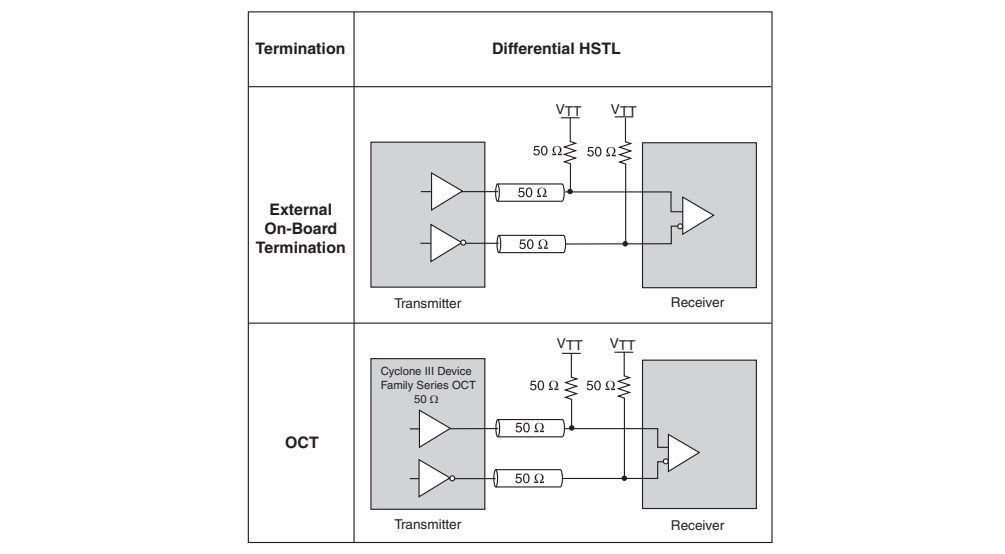 Termination
Differential HSTL
External
On-Board
Termination
VTT
VTT
50 Ω
50 Ω
50 Ω
50 Ω
Transmitter
Receiver
OCT
Cyclone III Device
Family Series OCT
50 Ω
VTT
VTT
50 Ω
50 Ω
50 Ω
50 Ω
Transmitter
Receiver